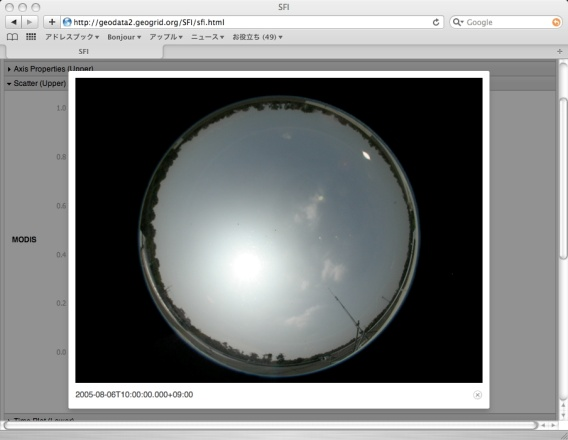 SFI
http://geodata2.geogrid.org/SFI/sfi.html
Google
アドレスブック▾ Bonjour▾ アップル▾ ニュース▾ お役立ち (49)▾
SFI
Axis Properties (Upper)
Scatter (Upper)
1.0
0.8
0.6
MODIS
0.4
0.2
0.0
2005-08-06T10:00:00.000+09:00
Time Plot (Lower)